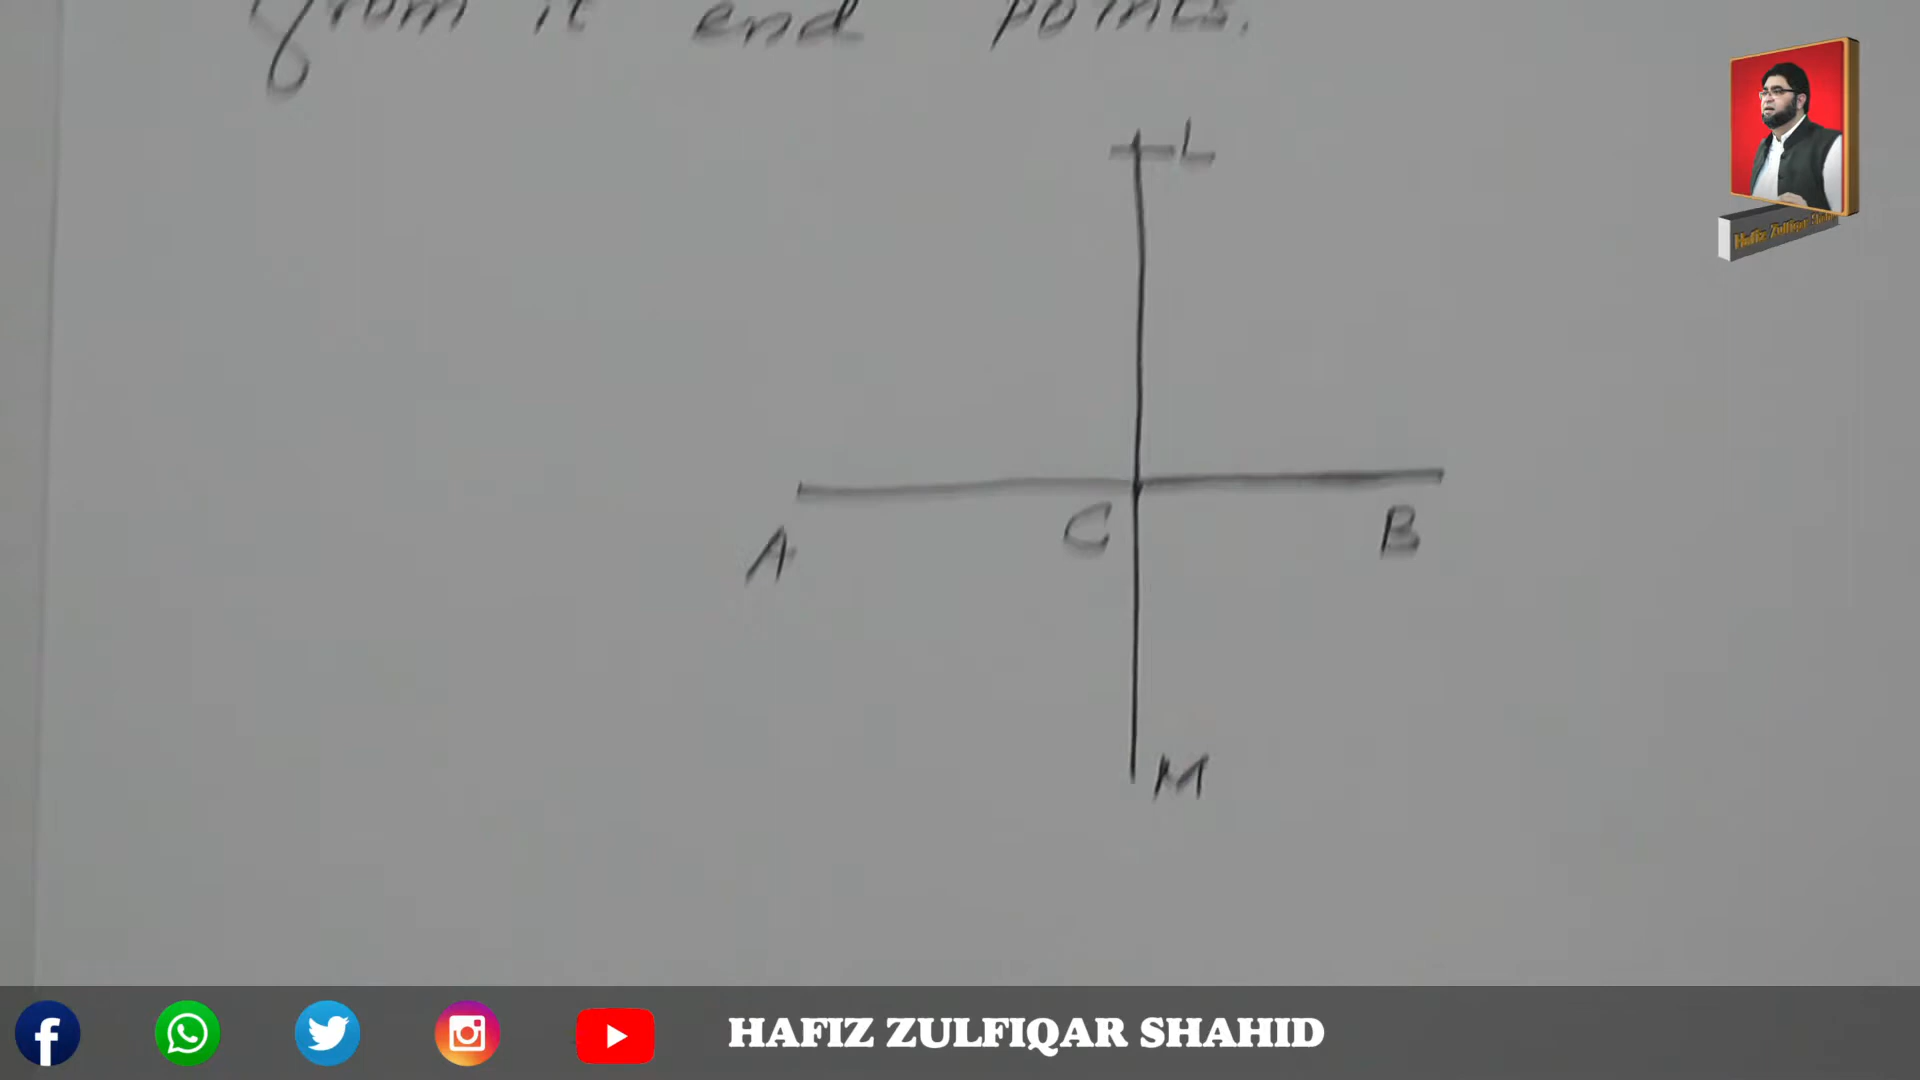 from it end points.
L
A C B
M
Hafiz Zulfiqar Shahid
HAFIZ ZULFIQAR SHAHID